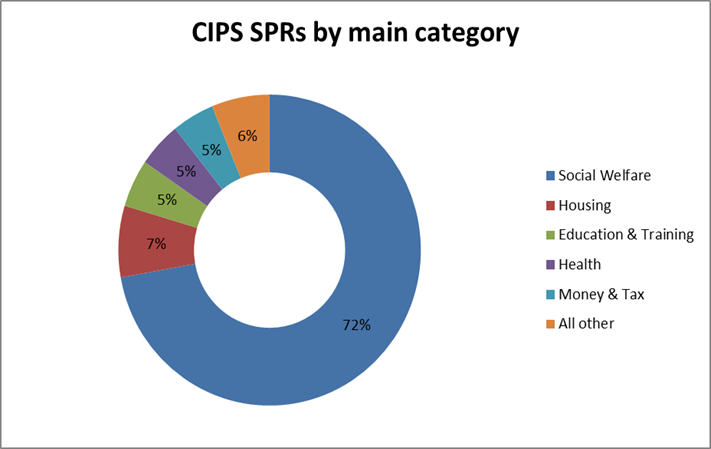 CIPS SPRs by main category
6%
5%
5%
5%
7%
72%
Social Welfare
Housing
Education & Training
Health
Money & Tax
All other